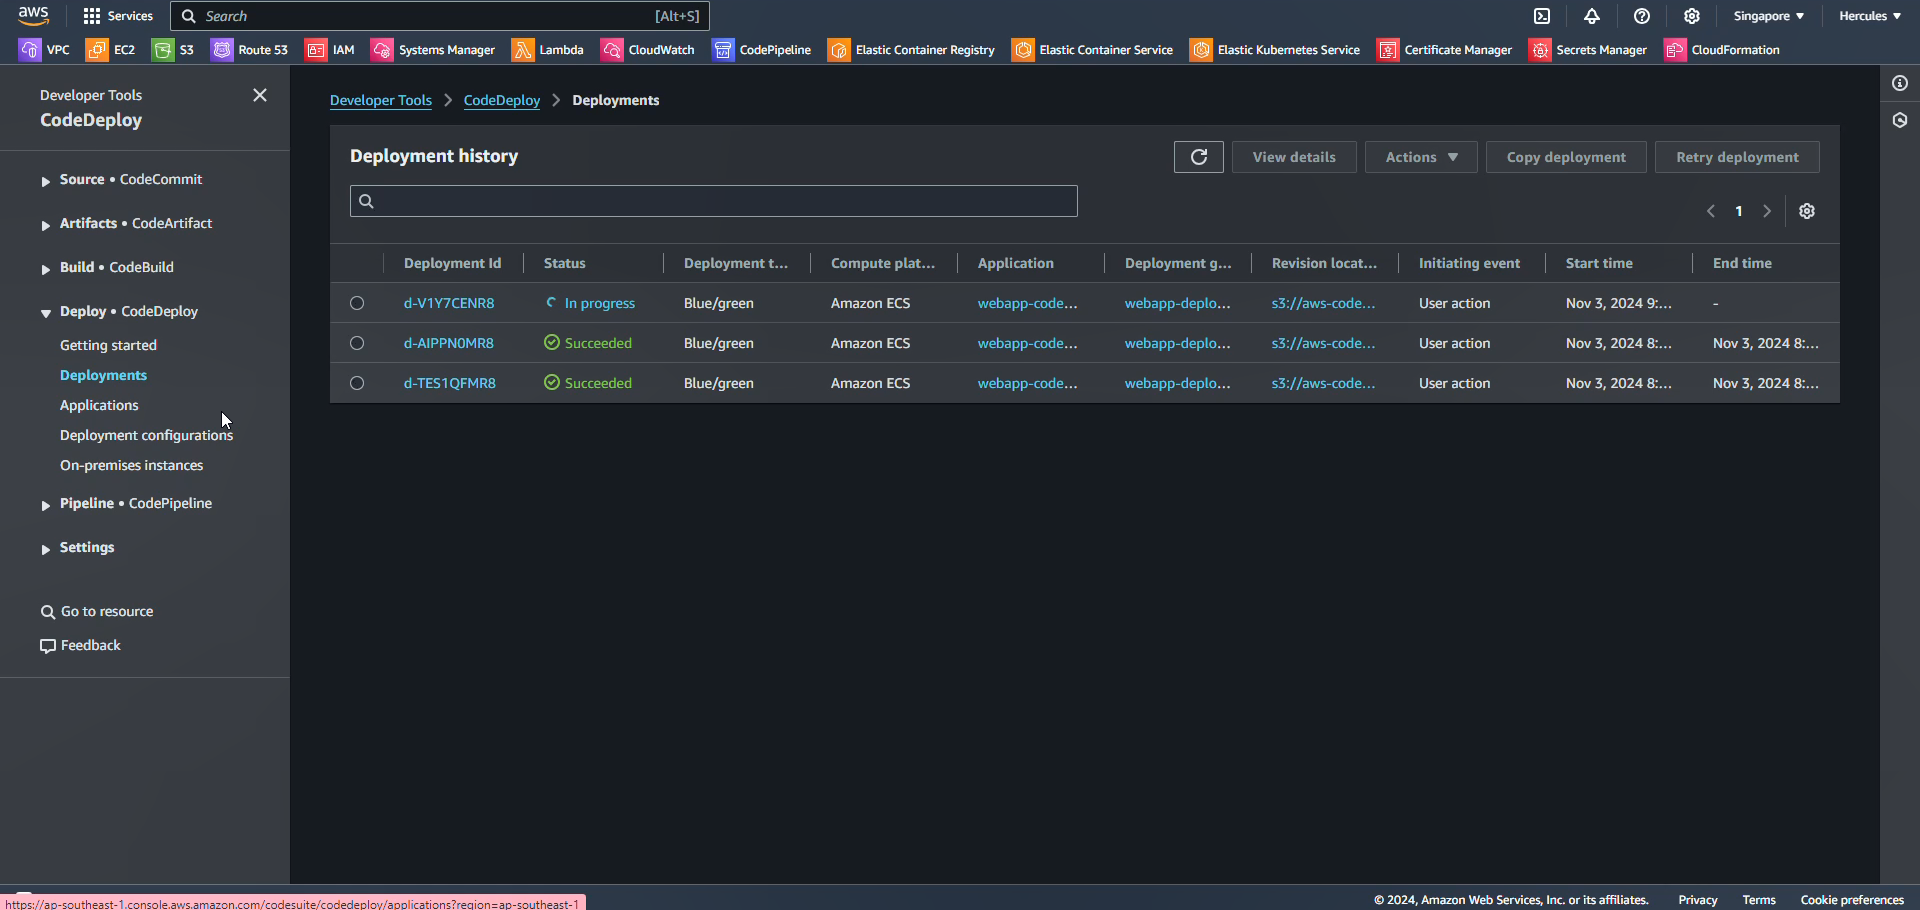 aws Services Search [Alt+S] Singapore Hercules
VPC EC2 S3 Route 53 IAM Systems Manager Lambda CloudWatch CodePipeline Elastic Container Registry Elastic Container Service Elastic Kubernetes Service Certificate Manager Secrets Manager CloudFormation
Developer Tools
CodeDeploy
Source • CodeCommit
Artifacts • CodeArtifact
Build • CodeBuild
Deploy • CodeDeploy
Getting started
Deployments
Applications
Deployment configurations
On-premises instances
Pipeline • CodePipeline
Settings
Go to resource
Feedback
Developer Tools > CodeDeploy > Deployments
Deployment history View details Actions Copy deployment Retry deployment
1
Deployment Id Status Deployment t... Compute plat... Application Deployment g... Revision locat... Initiating event Start time End time
d-V1Y7CENR8 In progress Blue/green Amazon ECS webapp-code... webapp-deplo... s3://aws-code... User action Nov 3, 2024 9:... -
d-AIPPN0MR8 Succeeded Blue/green Amazon ECS webapp-code... webapp-deplo... s3://aws-code... User action Nov 3, 2024 8:... Nov 3, 2024 8:...
d-TES1QFMR8 Succeeded Blue/green Amazon ECS webapp-code... webapp-deplo... s3://aws-code... User action Nov 3, 2024 8:... Nov 3, 2024 8:...
© 2024, Amazon Web Services, Inc. or its affiliates. Privacy Terms Cookie preferences
https://ap-southeast-1.console.aws.amazon.com/codesuite/codedeploy/applications?region=ap-southeast-1